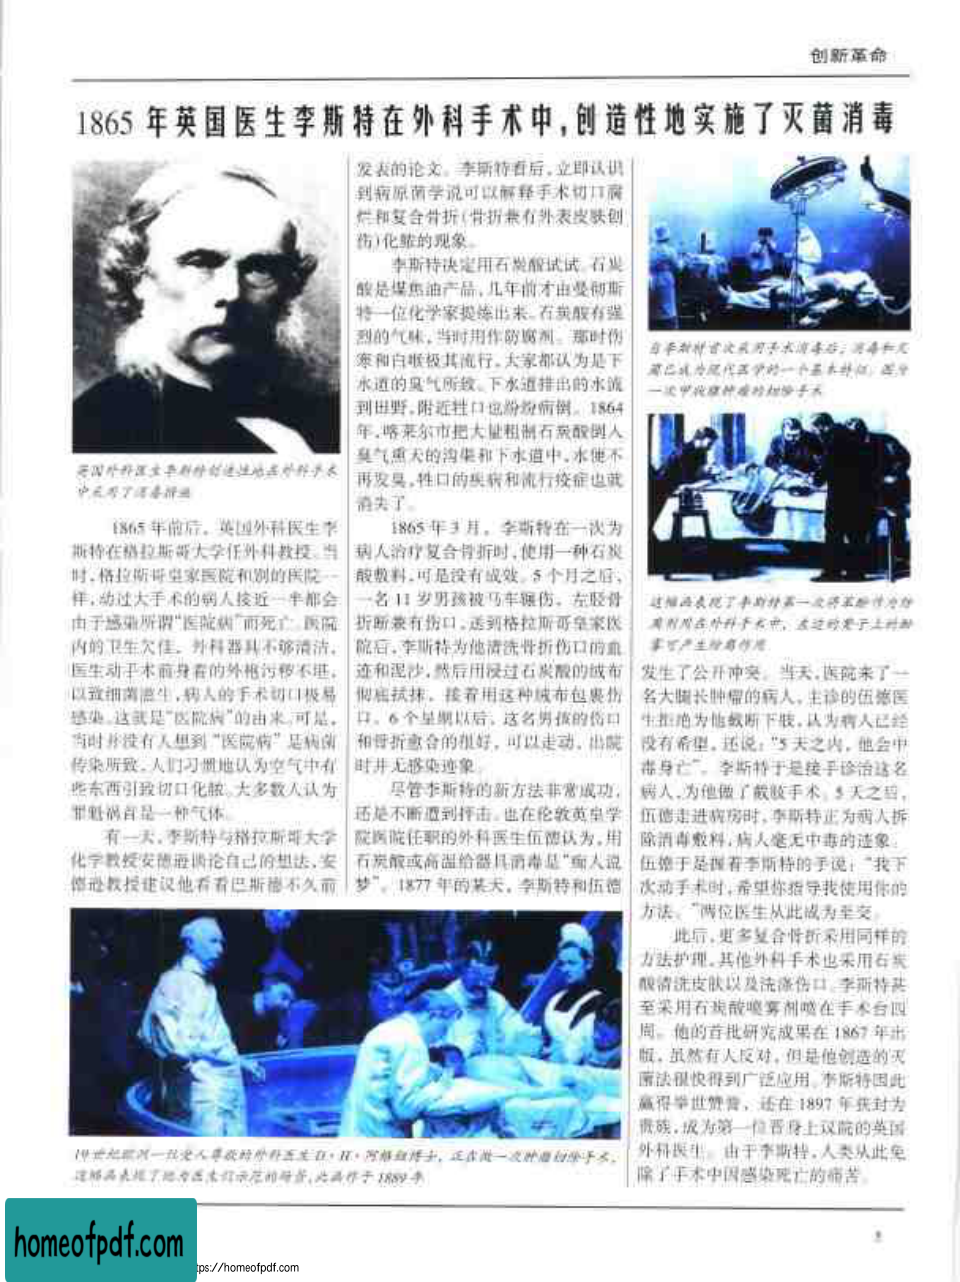 创新革命
1865 年英国医生李斯特在外科手术中，创造性地实施了灭菌消毒
英国外科医生李斯特创造性地在外科手术
中采用了消毒措施
1865 年前后，英国外科医生李
斯特在格拉斯哥大学任外科教授。当
时，格拉斯哥皇家医院和别的医院一
样，动过大手术的病人接近一半都会
由于感染所谓“医院病”而死亡。医院
内的卫生欠佳，外科器具不够清洁，
医生动手术前身着的外袍污秽不堪，
以致细菌滋生，病人的手术切口极易
感染。这就是“医院病”的由来。可是，
当时并没有人想到“医院病”是病菌
传染所致。人们习惯地认为空气中有
些东西引致切口化脓。大多数人认为
罪魁祸首是一种气体。
有一天，李斯特与格拉斯哥大学
化学教授安德逊谈论自己的想法，安
德逊教授建议他看看巴斯德不久前
发表的论文。李斯特看后，立即认识
到病原菌学说可以解释手术切口腐
烂和复合骨折（骨折兼有外表皮肤创
伤）化脓的现象。
李斯特决定用石炭酸试试。石炭
酸是煤焦油产品，几年前才由曼彻斯
特一位化学家提炼出来。石炭酸有强
烈的气味，当时用作防腐剂。那时伤
寒和白喉极其流行，大家都认为是下
水道的臭气所致。下水道排出的水流
到田野，附近牲口也纷纷病倒。1864
年，喀莱尔市把大量粗制石炭酸倒入
臭气熏天的沟渠和下水道中，水便不
再发臭，牲口的疾病和流行疫症也就
消失了。
1865 年 3 月，李斯特在一次为
病人治疗复合骨折时，使用一种石炭
酸敷料，可是没有成效。5 个月之后，
一名 11 岁男孩被马车辗伤，左胫骨
折断兼有伤口，送到格拉斯哥皇家医
院后，李斯特为他清洗骨折伤口的血
迹和泥沙，然后用浸过石炭酸的绒布
彻底拭抹，接着用这种绒布包裹伤
口。6 个星期以后，这名男孩的伤口
和骨折愈合的很好，可以走动，出院
时并无感染迹象。
尽管李斯特的新方法非常成功，
还是不断遭到抨击。也在伦敦英皇学
院医院任职的外科医生伍德认为，用
石炭酸或高温给器具消毒是“痴人说
梦”。1877 年的某天，李斯特和伍德
自李斯特首次采用手术消毒后，消毒和灭
菌已成为现代医学的一个基本特征。图为
一次甲状腺肿瘤的切除手术
这幅画表现了李斯特第一次将苯酚作为防
腐剂用在外科手术中，左边的凳子上的喷
雾可产生防腐作用
发生了公开冲突。当天，医院来了一
名大腿长肿瘤的病人，主诊的伍德医
生拒绝为他截断下肢，认为病人已经
没有希望，还说：“5 天之内，他会中
毒身亡”。李斯特于是接手诊治这名
病人，为他做了截肢手术。5 天之后，
伍德走进病房时，李斯特正为病人拆
除消毒敷料，病人毫无中毒的迹象。
伍德于是握着李斯特的手说：“我下
次动手术时，希望你指导我使用你的
方法。”两位医生从此成为至交。
此后，更多复合骨折采用同样的
方法护理，其他外科手术也采用石炭
酸清洗皮肤以及洗涤伤口。李斯特甚
至采用石炭酸喷雾剂喷在手术台四
周。他的首批研究成果在 1867 年出
版，虽然有人反对，但是他创造的灭
菌法很快得到广泛应用。李斯特因此
赢得举世赞誉，还在 1897 年获封为
贵族，成为第一位晋身上议院的英国
外科医生。由于李斯特，人类从此免
除了手术中因感染死亡的痛苦。
19 世纪欧洲一位受人尊敬的外科医生 D·H·阿格纽博士，正在做一次肿瘤切除手术。
这幅画表现了他为医生们示范的场景，此画作于 1889 年
homeofpdf.com
ps://homeofpdf.com